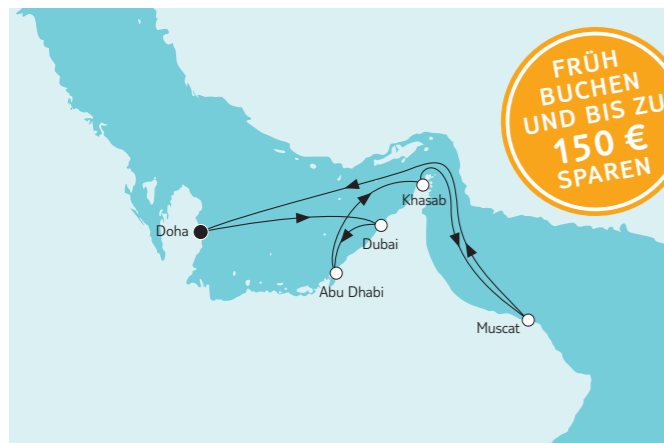 FRÜH
BUCHEN
UND BIS ZU
150 €
SPAREN
Khasab
Doha
Dubai
Abu Dhabi
Muscat